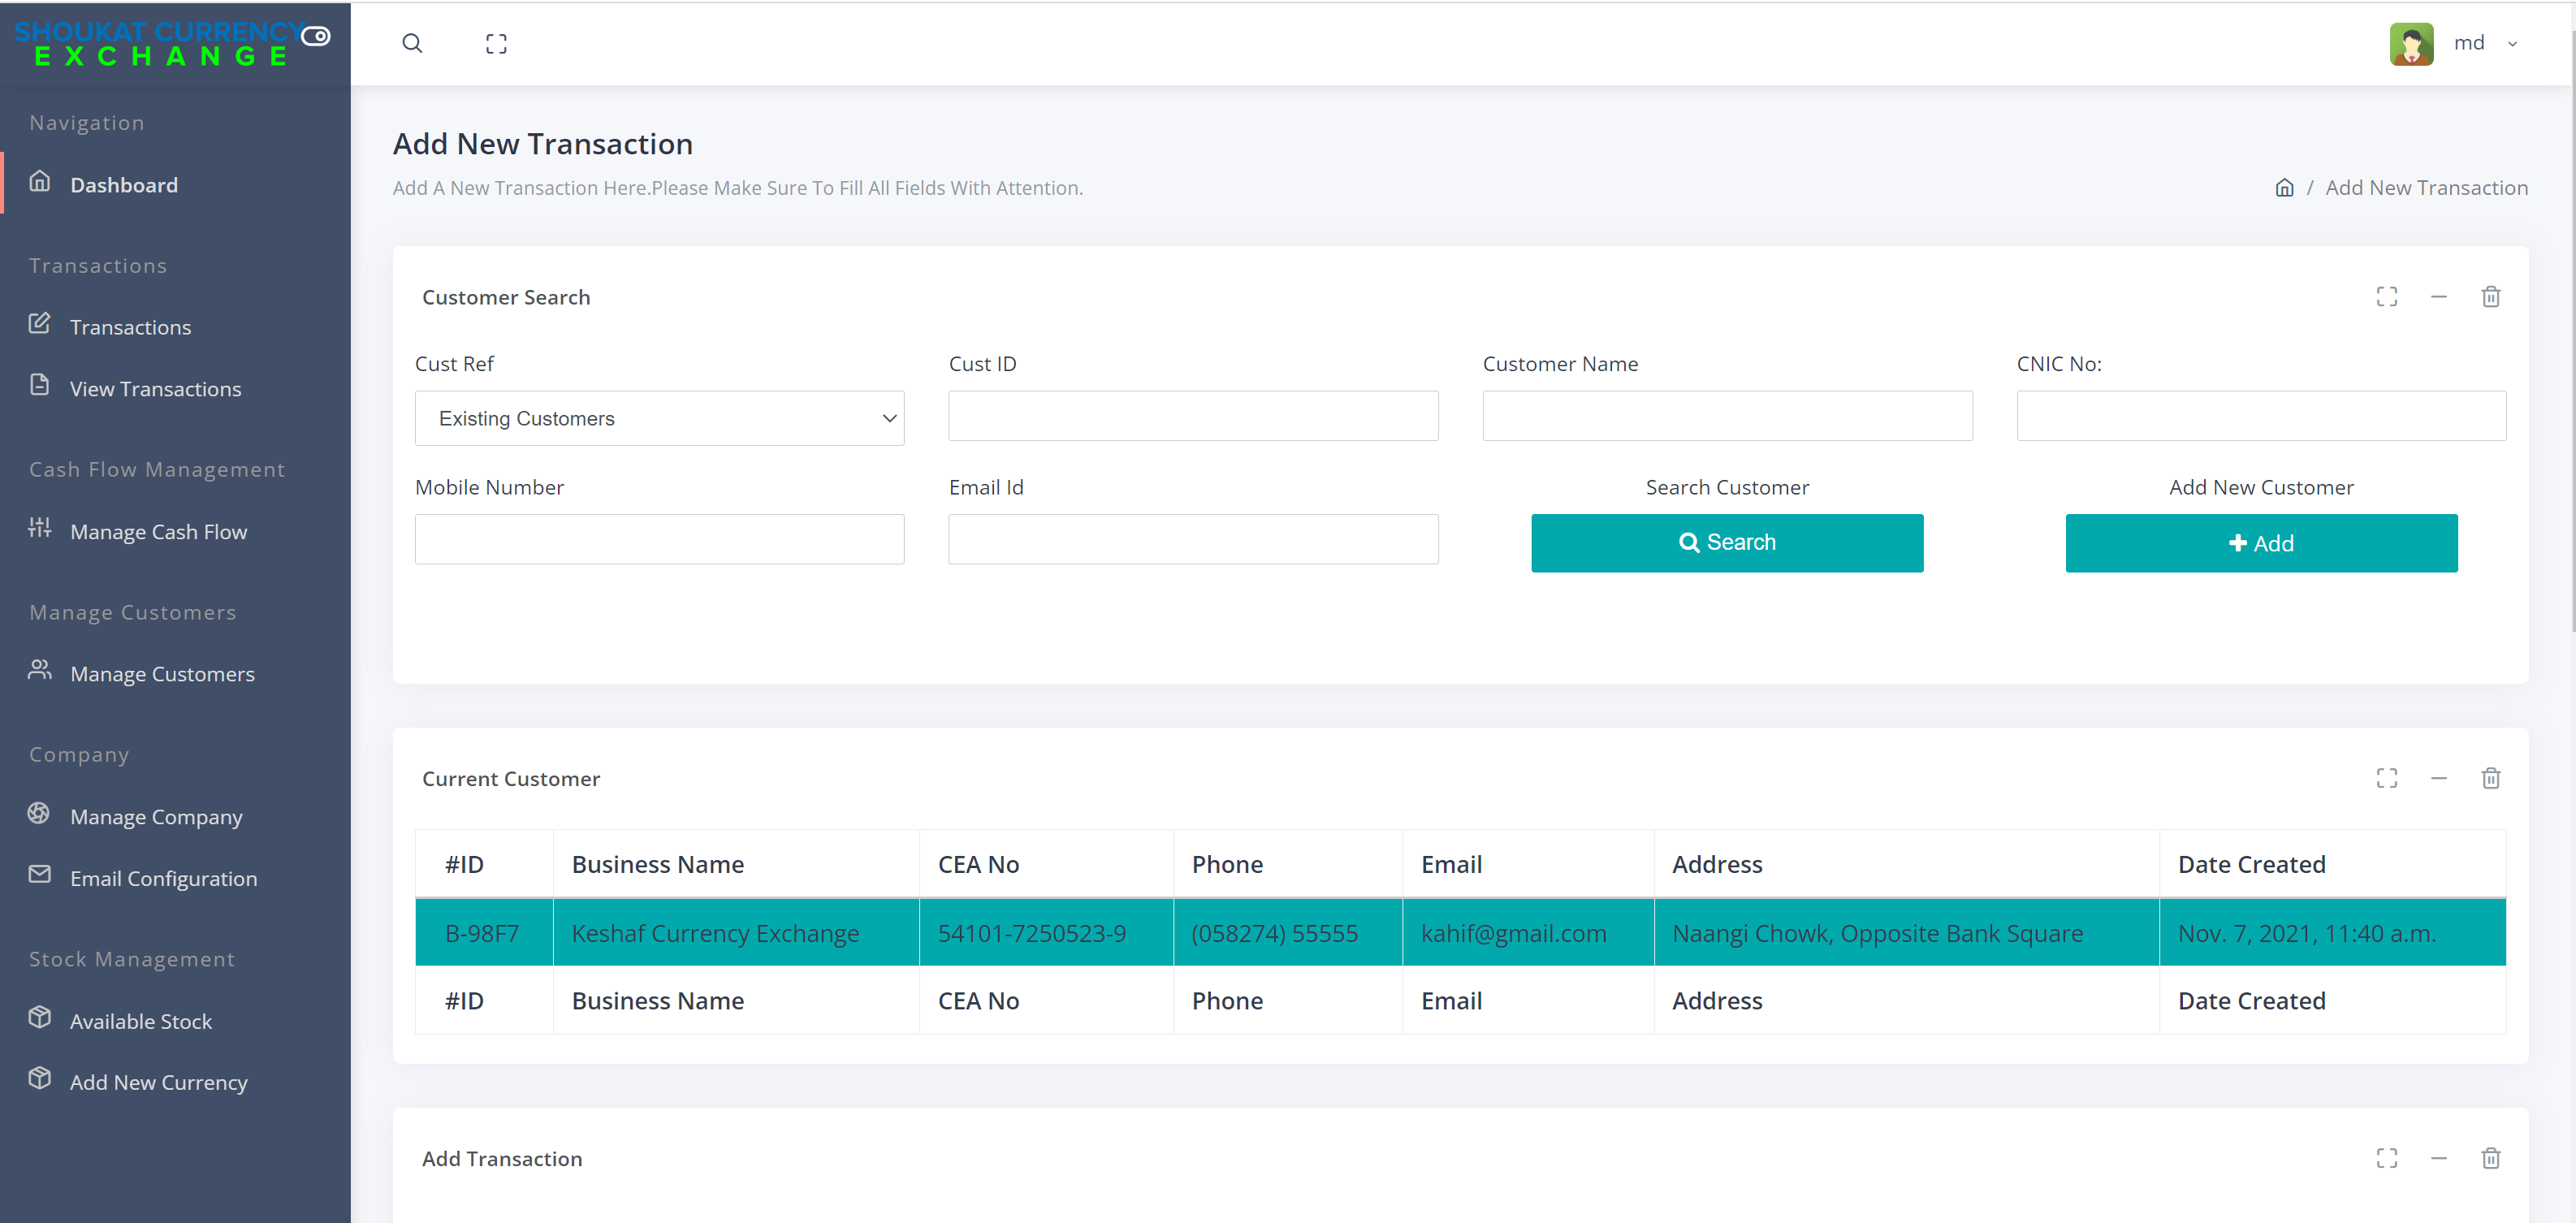 SHOUKAT CURRENCY
EXCHANGE
md
Navigation
Dashboard
Transactions
Transactions
View Transactions
Cash Flow Management
Manage Cash Flow
Manage Customers
Manage Customers
Company
Manage Company
Email Configuration
Stock Management
Available Stock
Add New Currency
Add New Transaction
Add A New Transaction Here.Please Make Sure To Fill All Fields With Attention.
/ Add New Transaction
Customer Search
Cust Ref Cust ID Customer Name CNIC No:
Existing Customers
Mobile Number Email Id Search Customer Add New Customer
Search Add
Current Customer
#ID Business Name CEA No Phone Email Address Date Created
B-98F7 Keshaf Currency Exchange 54101-7250523-9 (058274) 55555 kahif@gmail.com Naangi Chowk, Opposite Bank Square Nov. 7, 2021, 11:40 a.m.
#ID Business Name CEA No Phone Email Address Date Created
Add Transaction